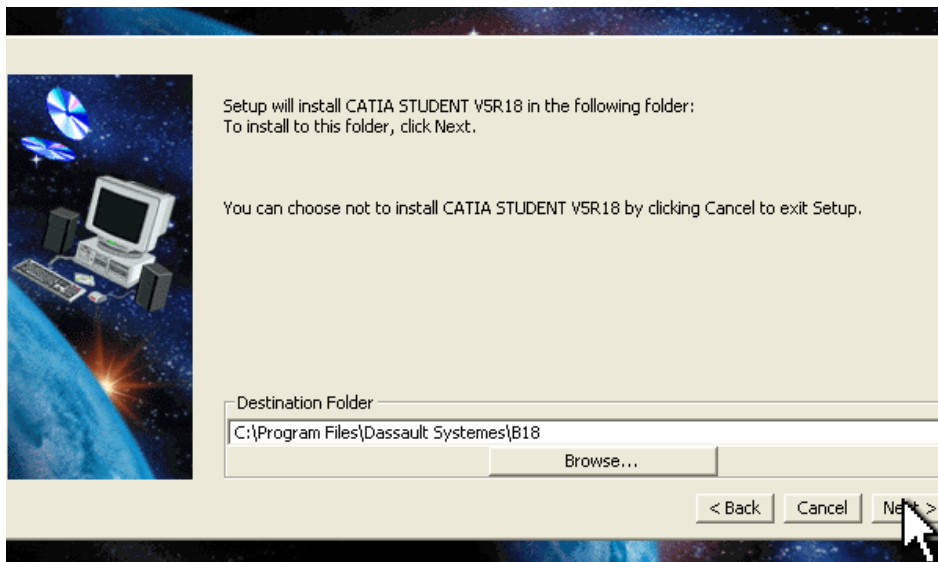 Setup will install CATIA STUDENT V5R18 in the following folder:
To install to this folder, click Next.
You can choose not to install CATIA STUDENT V5R18 by clicking Cancel to exit Setup.
Destination Folder
C:\Program Files\Dassault Systemes\B18
Browse...
< Back Cancel Next >